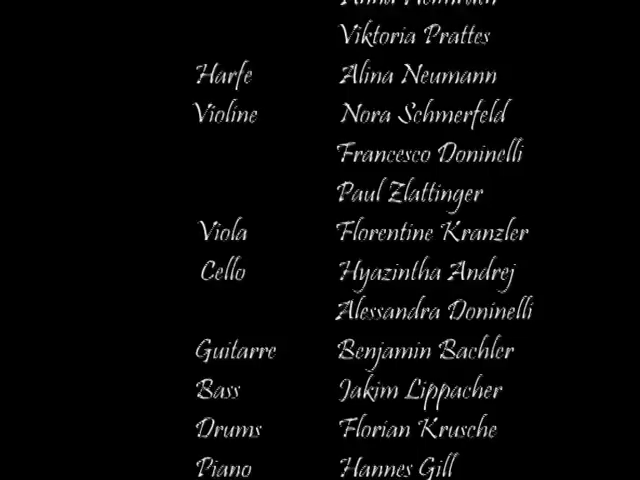 Viktoria Prattes
Harfe Alina Neumann
Violine Nora Schmerfeld
Francesco Doninelli
Paul Zlattinger
Viola Florentine Kranzler
Cello Hyazintha Andrej
Alessandra Doninelli
Guitarre Benjamin Bachler
Bass Jakim Lippacher
Drums Florian Krusche
Piano Hannes Gill